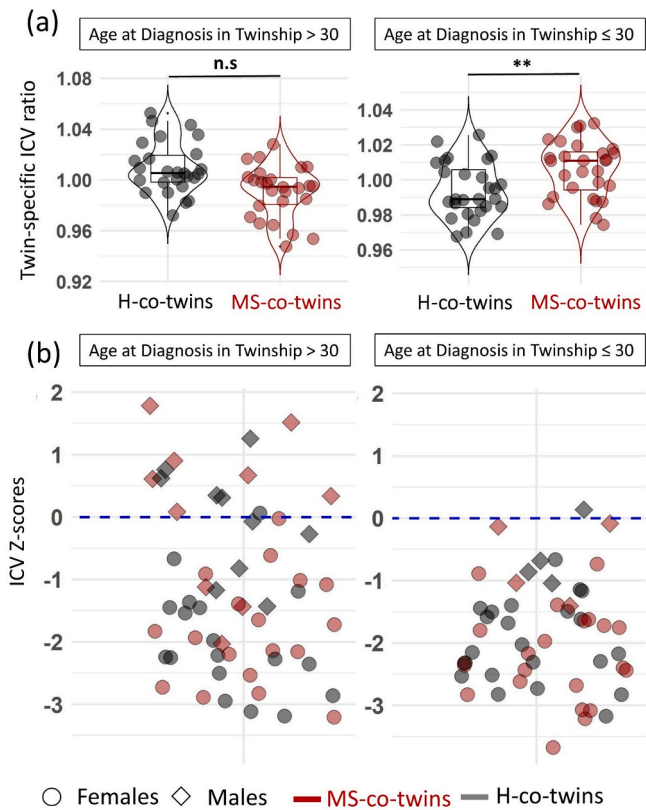 (a)
Age at Diagnosis in Twinship > 30
Age at Diagnosis in Twinship ≤ 30
n.s
**
Twin-specific ICV ratio
1.08
1.04
1.00
0.96
0.92
1.04
1.02
1.00
0.98
0.96
H-co-twins
MS-co-twins
H-co-twins
MS-co-twins
(b)
Age at Diagnosis in Twinship > 30
Age at Diagnosis in Twinship ≤ 30
ICV Z-scores
2
1
0
-1
-2
-3
2
1
0
-1
-2
-3
Females
Males
MS-co-twins
H-co-twins